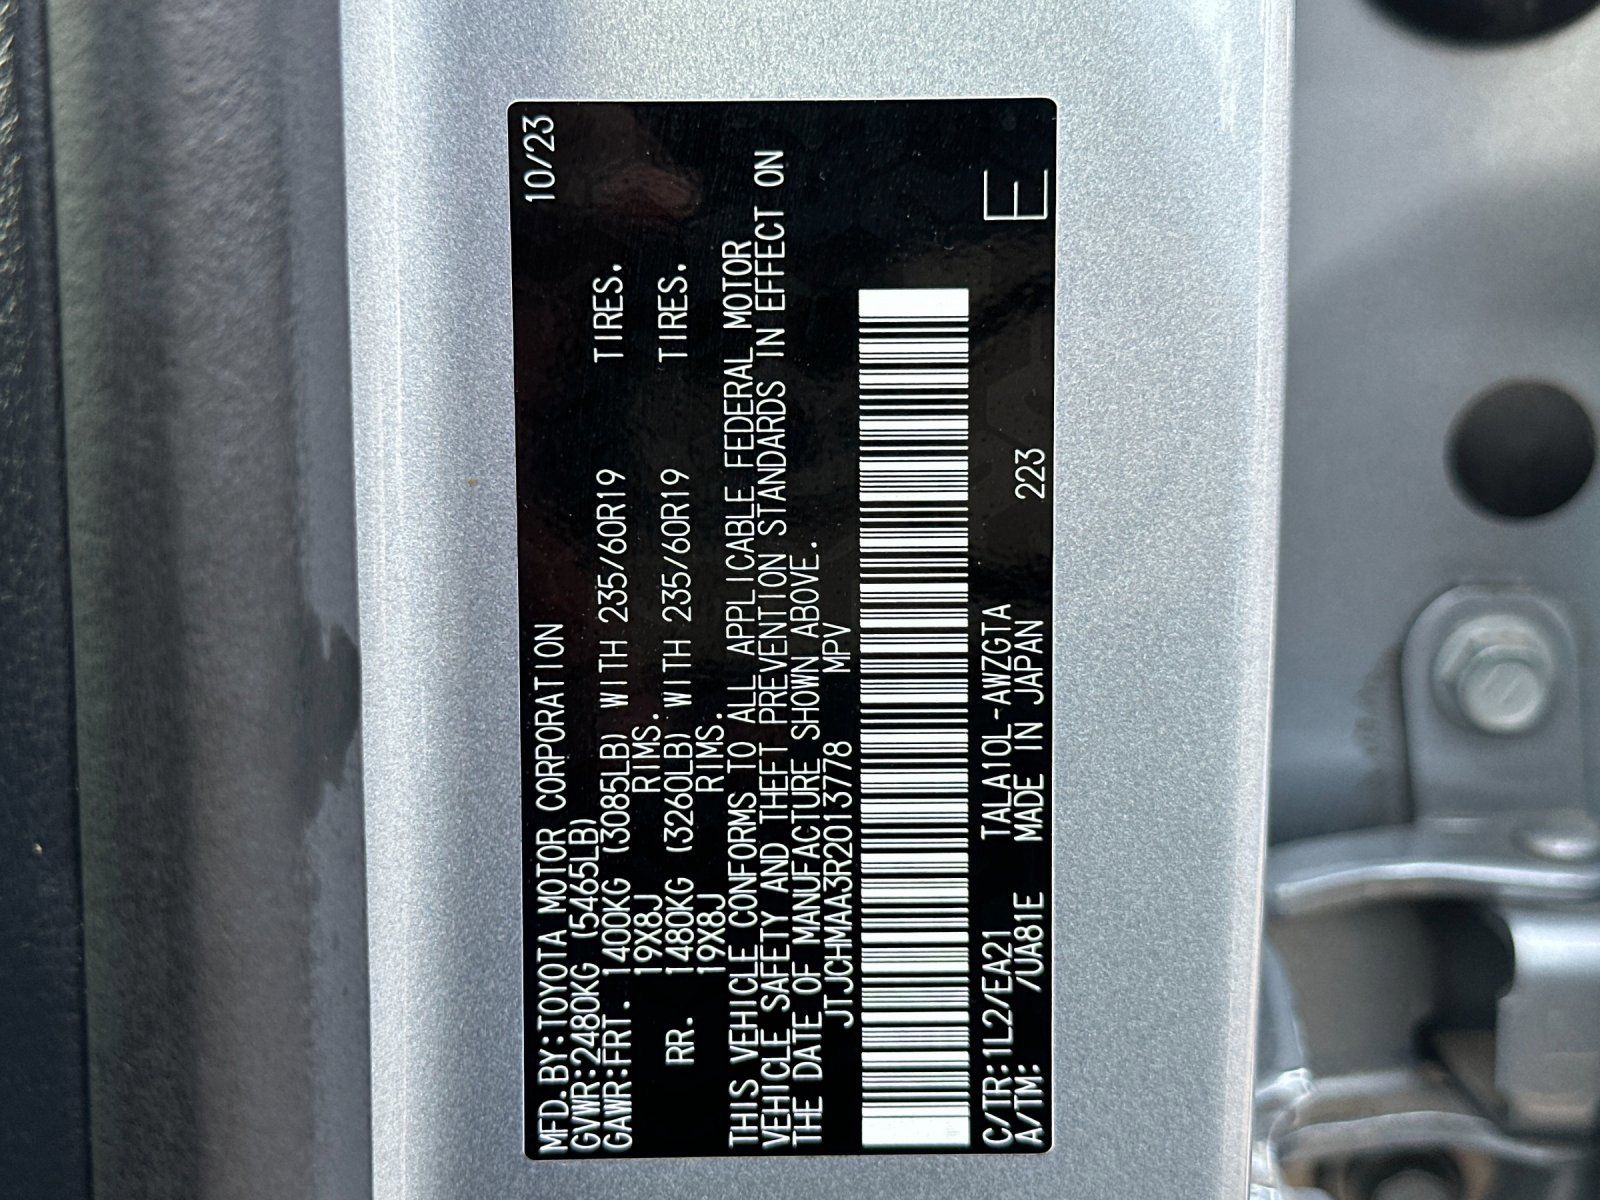 MFD.BY:TOYOTA MOTOR CORPORATION 10/23
GVWR:2480KG (5465LB)
GAWR:FRT. 1400KG (3085LB) WITH 235/60R19 TIRES.
19X8J RIMS.
RR. 1480KG (3260LB) WITH 235/60R19 TIRES.
19X8J RIMS.
THIS VEHICLE CONFORMS TO ALL APPLICABLE FEDERAL MOTOR
VEHICLE SAFETY AND THEFT PREVENTION STANDARDS IN EFFECT ON
THE DATE OF MANUFACTURE SHOWN ABOVE.
JTJCHMAA3R2013778 MPV
C/TR:1L2/EA21 TALA10L-AWZGTA
A/TM: /UA81E MADE IN JAPAN 223 E